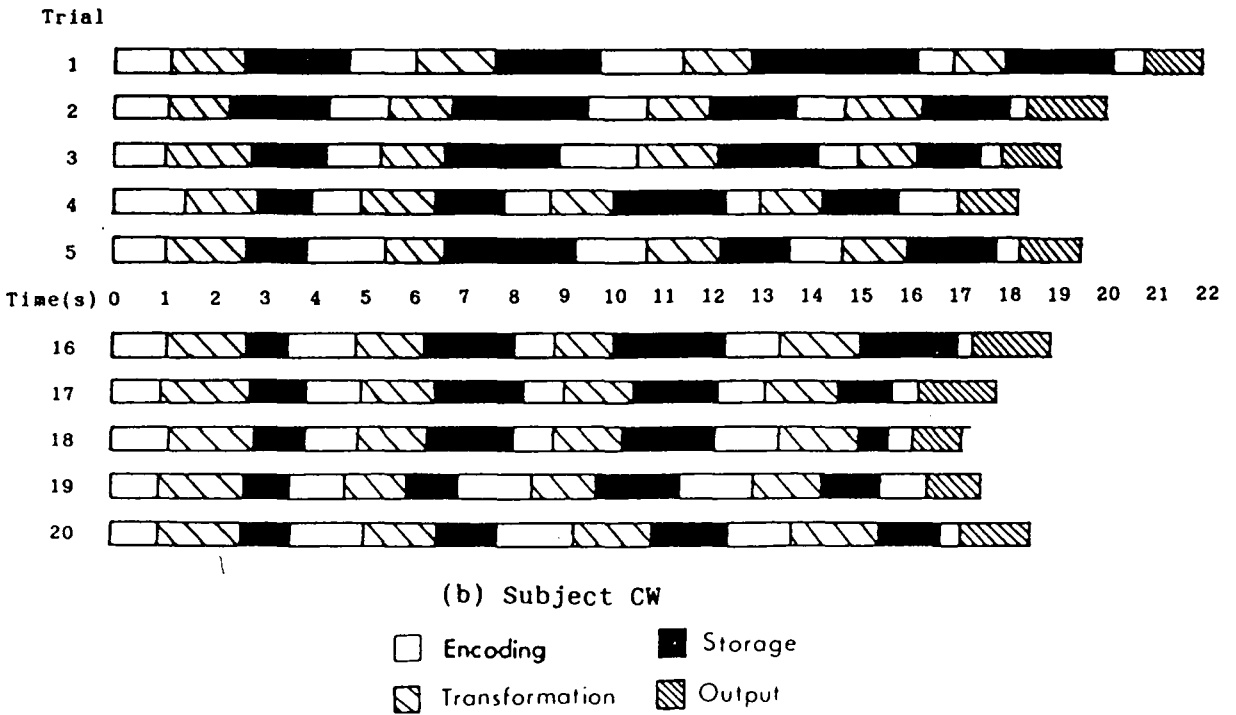 Trial
1
2
3
4
5
Time(s) 0 1 2 3 4 5 6 7 8 9 10 11 12 13 14 15 16 17 18 19 20 21 22
16
17
18
19
20
(b) Subject CW
Encoding Storage
Transformation Output